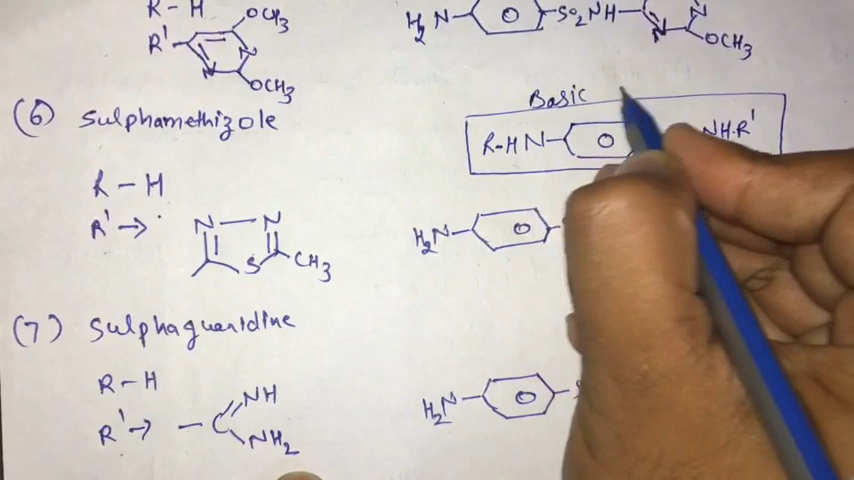 R-H
OCH3
R'
N
N
OCH3
H2N
SO2NH
N
N
OCH3
(6) Sulphamethizole
Basic
R-HN
NH.R'
R-H
R' →
N
N
S
CH3
H2N
(7) Sulphaguanidine
R-H
R' →
-C
NH
NH2
H2N